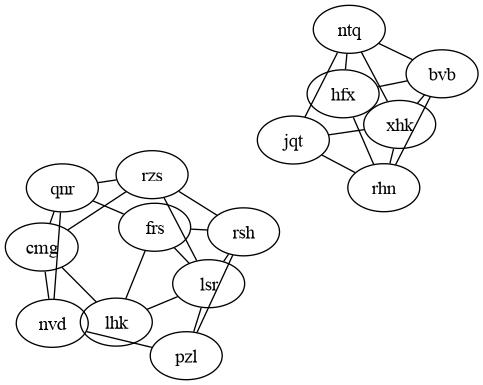 ntq
bvb
hfx
xhk
jqt
rhn
rzs
qnr
frs
rsh
cmg
lsr
lhk
nvd
pzl